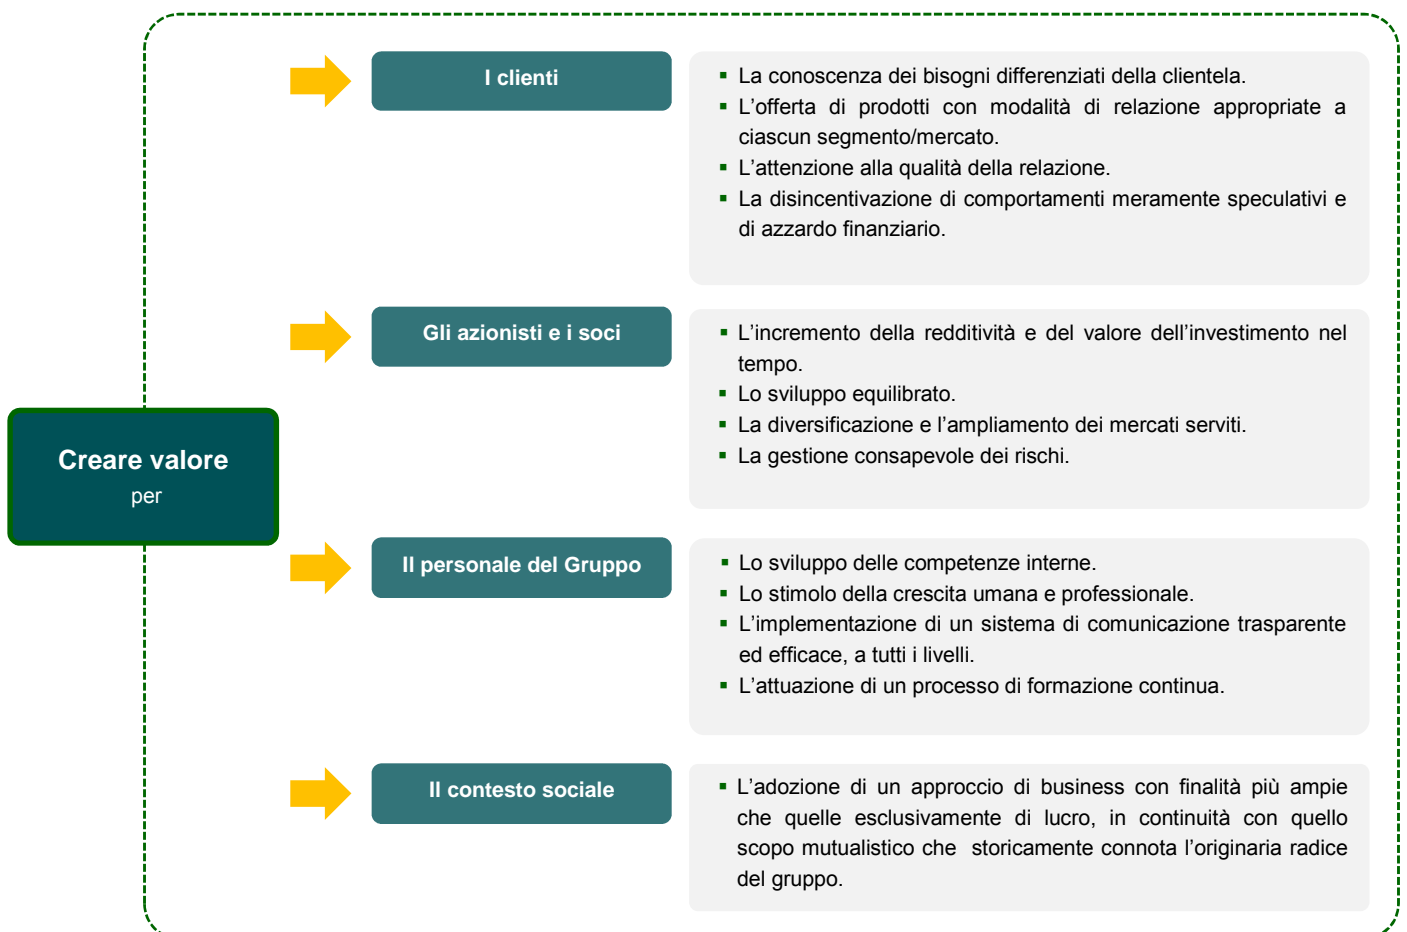 Creare valore
per
I clienti
▪ La conoscenza dei bisogni differenziati della clientela.
▪ L’offerta di prodotti con modalità di relazione appropriate a
ciascun segmento/mercato.
▪ L’attenzione alla qualità della relazione.
▪ La disincentivazione di comportamenti meramente speculativi e
di azzardo finanziario.
Gli azionisti e i soci
▪ L’incremento della redditività e del valore dell’investimento nel
tempo.
▪ Lo sviluppo equilibrato.
▪ La diversificazione e l’ampliamento dei mercati serviti.
▪ La gestione consapevole dei rischi.
Il personale del Gruppo
▪ Lo sviluppo delle competenze interne.
▪ Lo stimolo della crescita umana e professionale.
▪ L’implementazione di un sistema di comunicazione trasparente
ed efficace, a tutti i livelli.
▪ L’attuazione di un processo di formazione continua.
Il contesto sociale
▪ L’adozione di un approccio di business con finalità più ampie
che quelle esclusivamente di lucro, in continuità con quello
scopo mutualistico che storicamente connota l’originaria radice
del gruppo.